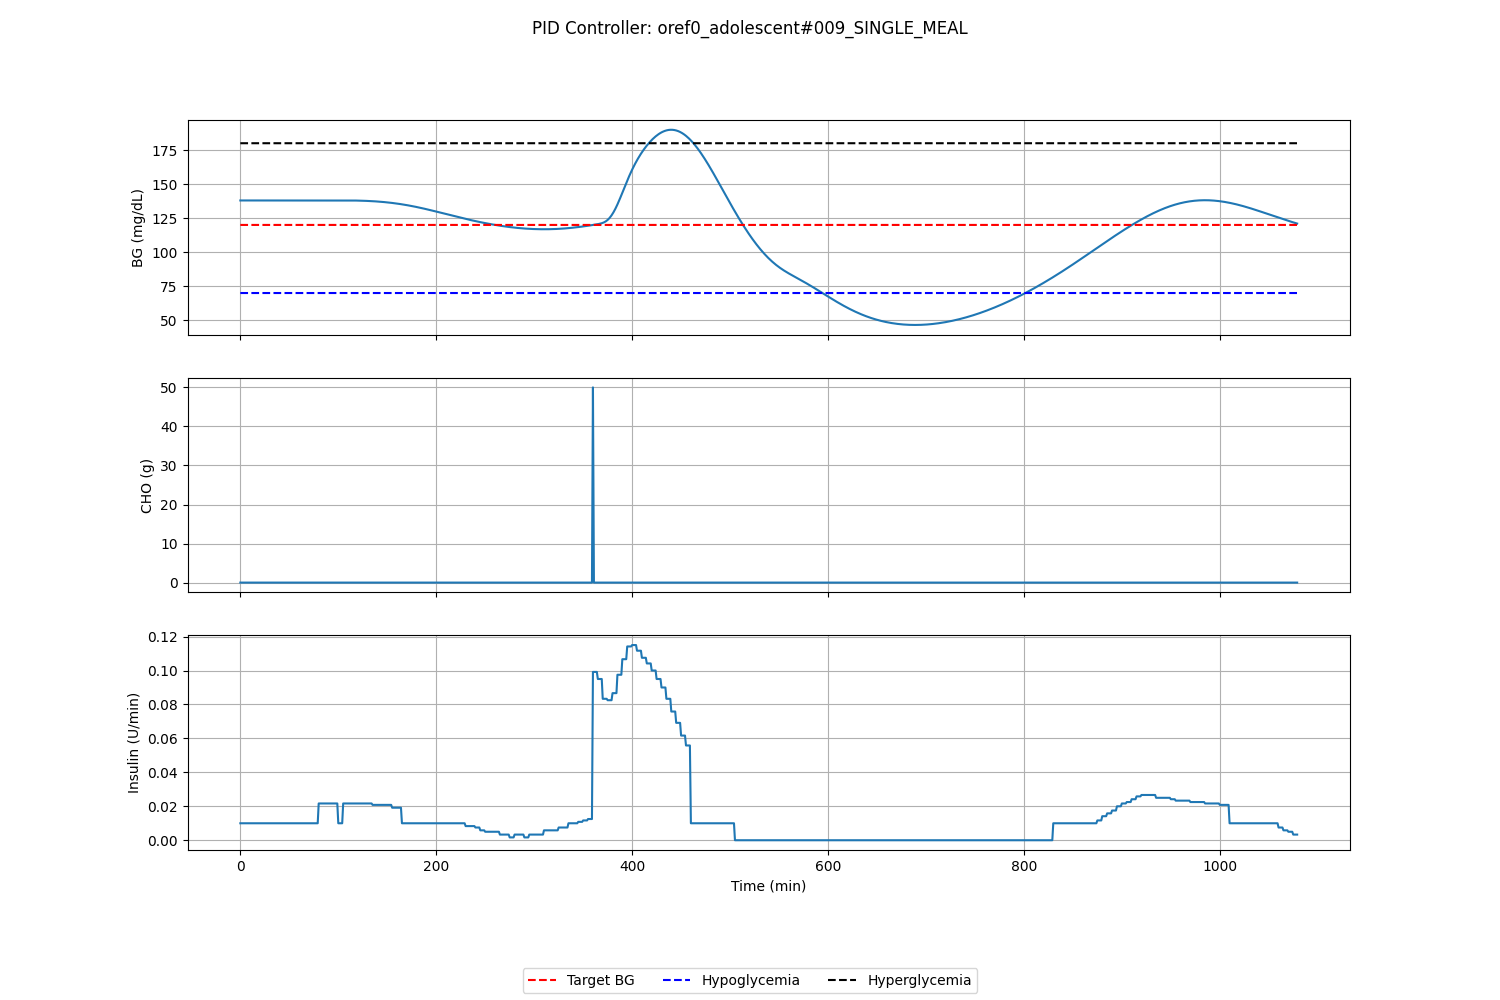 PID Controller: oref0_adolescent#009_SINGLE_MEAL
175
150
125
100
75
50
BG (mg/dL)
50
40
30
20
10
0
CHO (g)
0.12
0.10
0.08
0.06
0.04
0.02
0.00
Insulin (U/min)
0 200 400 600 800 1000
Time (min)
Target BG Hypoglycemia Hyperglycemia